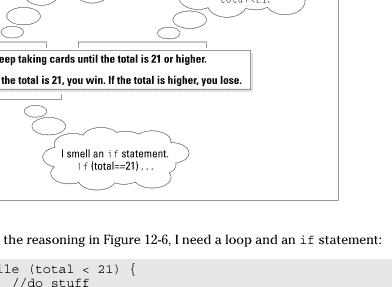 total<21.
eep taking cards until the total is 21 or higher.
the total is 21, you win. If the total is higher, you lose.
I smell an if statement.
if (total==21) . . .
the reasoning in Figure 12-6, I need a loop and an if statement:
ile (total < 21) {
//do stuff